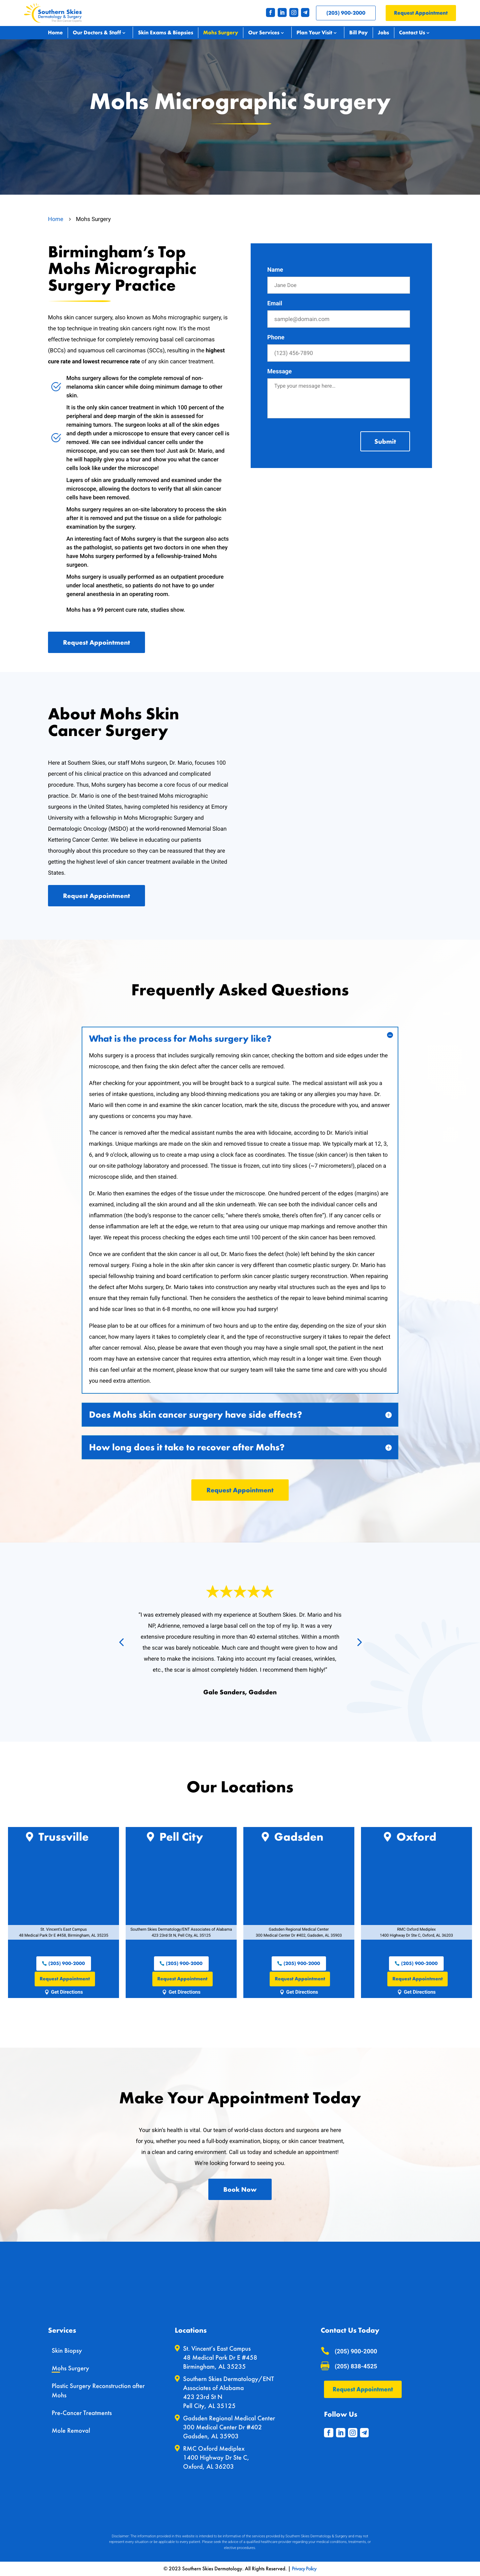 Southern Skies
Dermatology & Surgery
(205) 900-2000
Request Appointment
Home
Our Doctors & Staff
Skin Exams & Biopsies
Mohs Surgery
Our Services
Plan Your Visit
Bill Pay
Jobs
Contact Us
Mohs Micrographic Surgery
Home
Mohs Surgery
Birmingham's Top
Mohs Micrographic
Surgery Practice
Mohs skin cancer surgery, also known as Mohs micrographic surgery, is
the top technique in treating skin cancers right now. It's the most
effective technique for completely removing basal cell carcinomas
(BCCs) and squamous cell carcinomas (SCCs), resulting in the highest
cure rate and lowest recurrence rate of any skin cancer treatment.
Mohs surgery allows for the complete removal of non-
melanoma skin cancer while doing minimum damage to other
skin.
It is the only skin cancer treatment in which 100 percent of the
peripheral and deep margin of the skin is assessed for
remaining tumors. The surgeon looks at all of the skin edges
and depth under a microscope to ensure the entire cancer cell is
removed. We can see individual cancer cells under the
microscope, and you can see them too! Just ask Dr. Mario, and
he will happily give you a tour and show you what the cancer
cells look like under the microscope!
Layers of skin are gradually removed and examined under the
microscope, allowing the doctors to verify that all skin cancer
cells have been removed.
Mohs surgery requires an on-site laboratory to process the skin
after it is removed and put the tissue on a slide for pathologic
examination by the surgery.
An interesting fact of Mohs surgery is that the surgeon also acts
as the pathologist, so patients get two doctors in one when they
have Mohs surgery performed by a fellowship-trained Mohs
surgeon.
Mohs surgery is usually performed as an outpatient procedure
under local anesthetic, so patients do not have to go under
general anesthesia in an operating room.
Mohs has a 99 percent cure rate, studies show.
Request Appointment
Name
Jane Doe
Email
sample@domain.com
Phone
(123) 456-7890
Message
Type your message here...
Submit
About Mohs Skin
Cancer Surgery
Here at Southern Skies, our staff Mohs surgeon, Dr. Mario, focuses 100
percent of his clinical practice on this advanced and complicated
procedure. Thus, Mohs surgery has become a core focus of our medical
practice. Dr. Mario is one of the best-trained Mohs micrographic
surgeons in the United States, having completed his residency at Emory
University with a fellowship in Mohs Micrographic Surgery and
Dermatologic Oncology (MSDO) at the world-renowned Memorial Sloan
Kettering Cancer Center. We believe in educating our patients
thoroughly about this procedure so they can be reassured that they are
getting the highest level of skin cancer treatment available in the United
States.
Request Appointment
Frequently Asked Questions
What is the process for Mohs surgery like?
Mohs surgery is a process that includes surgically removing skin cancer, checking the bottom and side edges under the
microscope, and then fixing the skin defect after the cancer cells are removed.
After checking for your appointment, you will be brought back to a surgical suite. The medical assistant will ask you a
series of intake questions, including any blood-thinning medications you are taking or any allergies you may have. Dr.
Mario will then come in and examine the skin cancer location, mark the site, discuss the procedure with you, and answer
any questions or concerns you may have.
The cancer is removed after the medical assistant numbs the area with lidocaine, according to Dr. Mario's initial
markings. Unique markings are made on the skin and removed tissue to create a tissue map. We typically mark at 12, 3,
6, and 9 o'clock, allowing us to create a map using a clock face as coordinates. The tissue (skin cancer) is then taken to
our on-site pathology laboratory and processed. The tissue is frozen, cut into tiny slices (~7 micrometers!), placed on a
microscope slide, and then stained.
Dr. Mario then examines the edges of the tissue under the microscope. One hundred percent of the edges (margins) are
examined, including all the skin around and all the skin underneath. We can see both the individual cancer cells and
inflammation (the body's response to the cancer cells; "where there's smoke, there's often fire"). If any cancer cells or
dense inflammation are left at the edge, we return to that area using our unique map markings and remove another thin
layer. We repeat this process checking the edges each time until 100 percent of the skin cancer has been removed.
Once we are confident that the skin cancer is all out, Dr. Mario fixes the defect (hole) left behind by the skin cancer
removal surgery. Fixing a hole in the skin after skin cancer is very different than cosmetic plastic surgery. Dr. Mario has
special fellowship training and board certification to perform skin cancer plastic surgery reconstruction. When repairing
the defect after Mohs surgery, Dr. Mario takes into construction any nearby vital structures such as the eyes and lips to
ensure that they remain fully functional. Then he considers the aesthetics of the repair to leave behind minimal scarring
and hide scar lines so that in 6-8 months, no one will know you had surgery!
Please plan to be at our offices for a minimum of two hours and up to the entire day, depending on the size of your skin
cancer, how many layers it takes to completely clear it, and the type of reconstructive surgery it takes to repair the defect
after cancer removal. Also, please be aware that even though you may have a single small spot, the patient in the next
room may have an extensive cancer that requires extra attention, which may result in a longer wait time. Even though
this can feel unfair at the moment, please know that our surgery team will take the same time and care with you should
you need extra attention.
Does Mohs skin cancer surgery have side effects?
How long does it take to recover after Mohs?
Request Appointment
"I was extremely pleased with my experience at Southern Skies. Dr. Mario and his
NP, Adrienne, removed a large basal cell on the top of my lip. It was a very
extensive procedure resulting in more than 40 external stitches. Within a month
the scar was barely noticeable. Much care and thought were given to how and
where to make the incisions. Taking into account my facial creases, wrinkles,
etc., the scar is almost completely hidden. I recommend them highly!"
Gale Sanders, Gadsden
Our Locations
Trussville
St. Vincent's East Campus
48 Medical Park Dr E #458, Birmingham, AL 35235
(205) 900-2000
Request Appointment
Get Directions
Pell City
Southern Skies Dermatology/ENT Associates of Alabama
423 23rd St N, Pell City, AL 35125
(205) 900-2000
Request Appointment
Get Directions
Gadsden
Gadsden Regional Medical Center
300 Medical Center Dr #402, Gadsden, AL 35903
(205) 900-2000
Request Appointment
Get Directions
Oxford
RMC Oxford Mediplex
1400 Highway Dr Ste C, Oxford, AL 36203
(205) 900-2000
Request Appointment
Get Directions
Make Your Appointment Today
Your skin's health is vital. Our team of world-class doctors and surgeons are here
for you, whether you need a full-body examination, biopsy, or skin cancer treatment,
in a clean and caring environment. Call us today and schedule an appointment!
We're looking forward to seeing you.
Book Now
Services
Skin Biopsy
Mohs Surgery
Plastic Surgery Reconstruction after
Mohs
Pre-Cancer Treatments
Mole Removal
Locations
St. Vincent's East Campus
48 Medical Park Dr E #458
Birmingham, AL 35235
Southern Skies Dermatology/ENT
Associates of Alabama
423 23rd St N
Pell City, AL 35125
Gadsden Regional Medical Center
300 Medical Center Dr #402
Gadsden, AL 35903
RMC Oxford Mediplex
1400 Highway Dr Ste C,
Oxford, AL 36203
Contact Us Today
(205) 900-2000
(205) 838-4525
Request Appointment
Follow Us
Disclaimer: The information provided in this website is intended to be informative of the services provided by Southern Skies Dermatology & Surgery and may not
represent every situation or be applicable to every patient. Please seek the advice of a qualified healthcare provider regarding your medical conditions, treatments, or
elective procedures.
© 2023 Southern Skies Dermatology. All Rights Reserved. | Privacy Policy